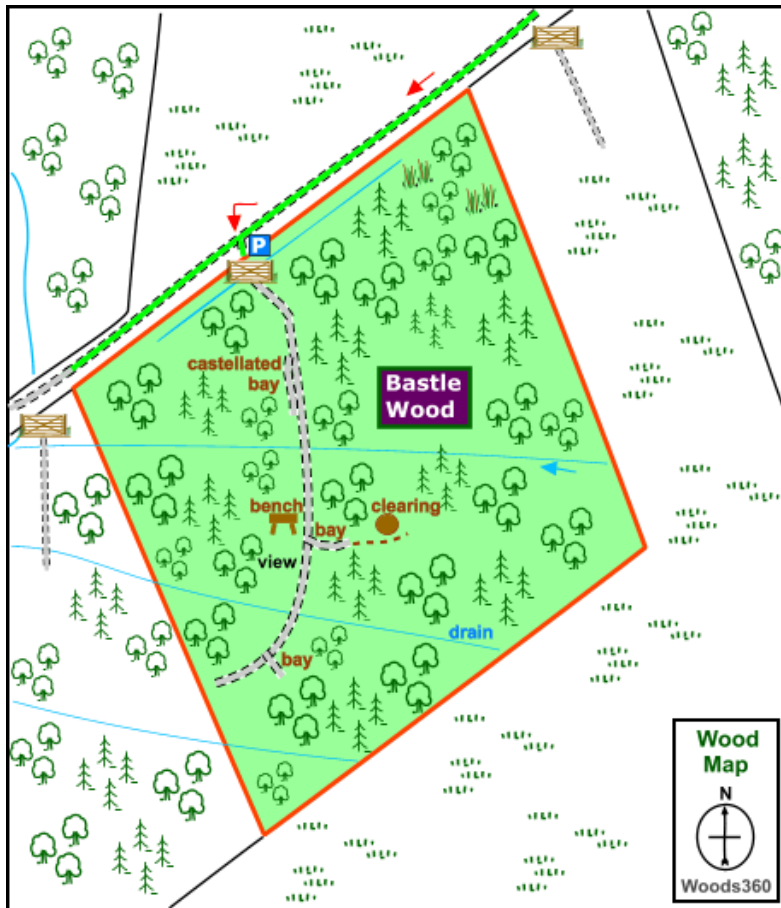 P
castellated
bay
Bastle
Wood
bench
clearing
bay
view
drain
bay
Wood
Map
N
Woods360